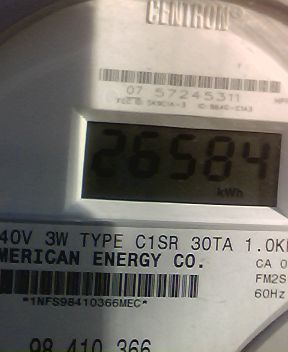 CENTRON®
07 57245311
26584
kWh
40V 3W TYPE C1SR 30TA 1.0K
MERICAN ENERGY CO.
CA 0
FM2S
60Hz
*1NFS98410366MEC*
98 410 366